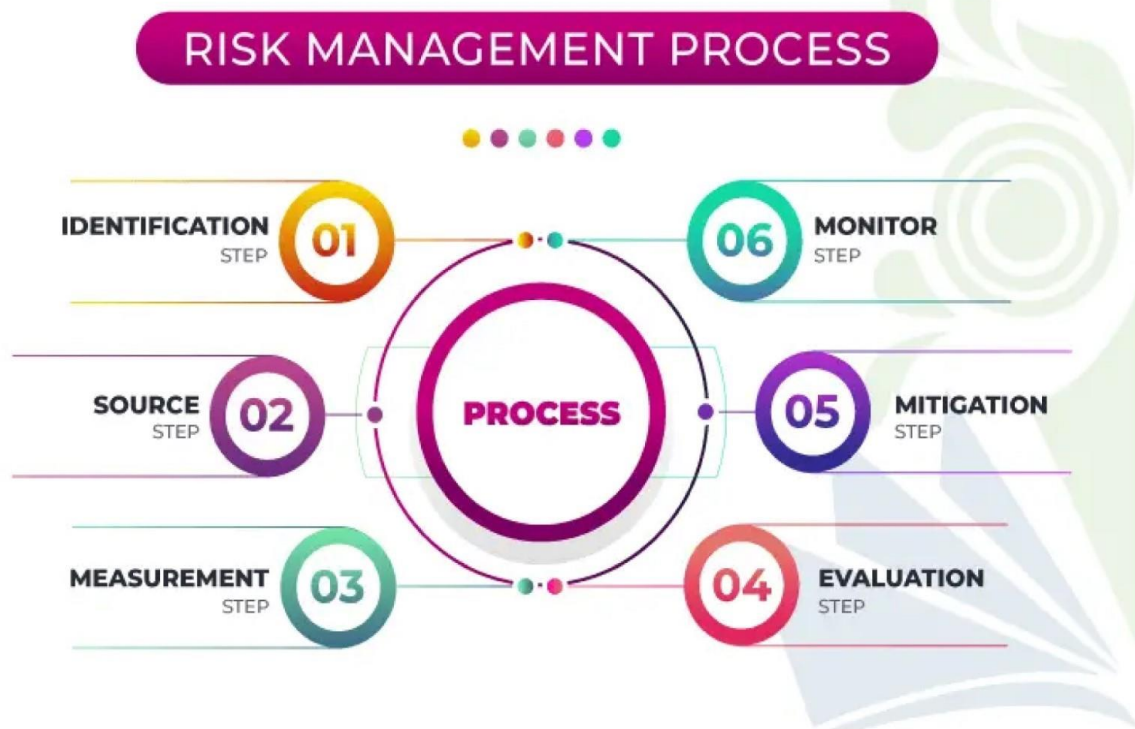 RISK MANAGEMENT PROCESS
01
IDENTIFICATION
STEP
02
SOURCE
STEP
03
MEASUREMENT
STEP
PROCESS
04
EVALUATION
STEP
05
MITIGATION
STEP
06
MONITOR
STEP